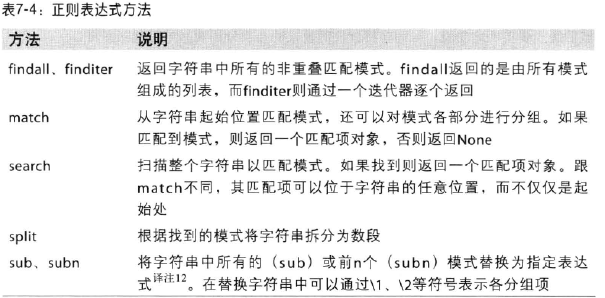 表7-4：正则表达式方法
方法 说明
findall、finditer 返回字符串中所有的非重叠匹配模式。findall返回的是由所有模式
组成的列表，而finditer则通过一个迭代器逐个返回
match 从字符串起始位置匹配模式，还可以对模式各部分进行分组。如果
匹配到模式，则返回一个匹配项对象，否则返回None
search 扫描整个字符串以匹配模式。如果找到则返回一个匹配项对象。跟
match不同，其匹配项可以位于字符串的任意位置，而不仅仅是起
始处
split 根据找到的模式将字符串拆分为数段
sub、subn 将字符串中所有的（sub）或前n个（subn）模式替换为指定表达
式译注12。在替换字符串中可以通过\1、\2等符号表示各分组项